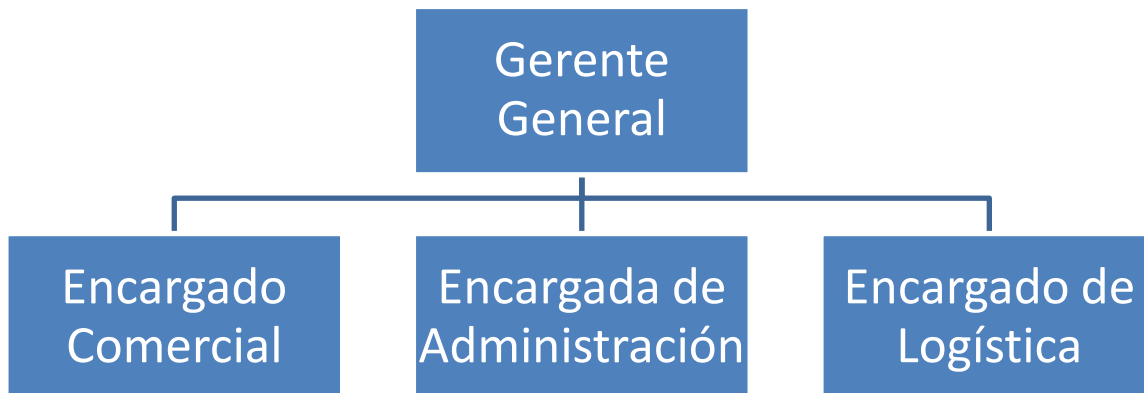 Gerente
General
Encargado
Comercial
Encargada de
Administración
Encargado de
Logística